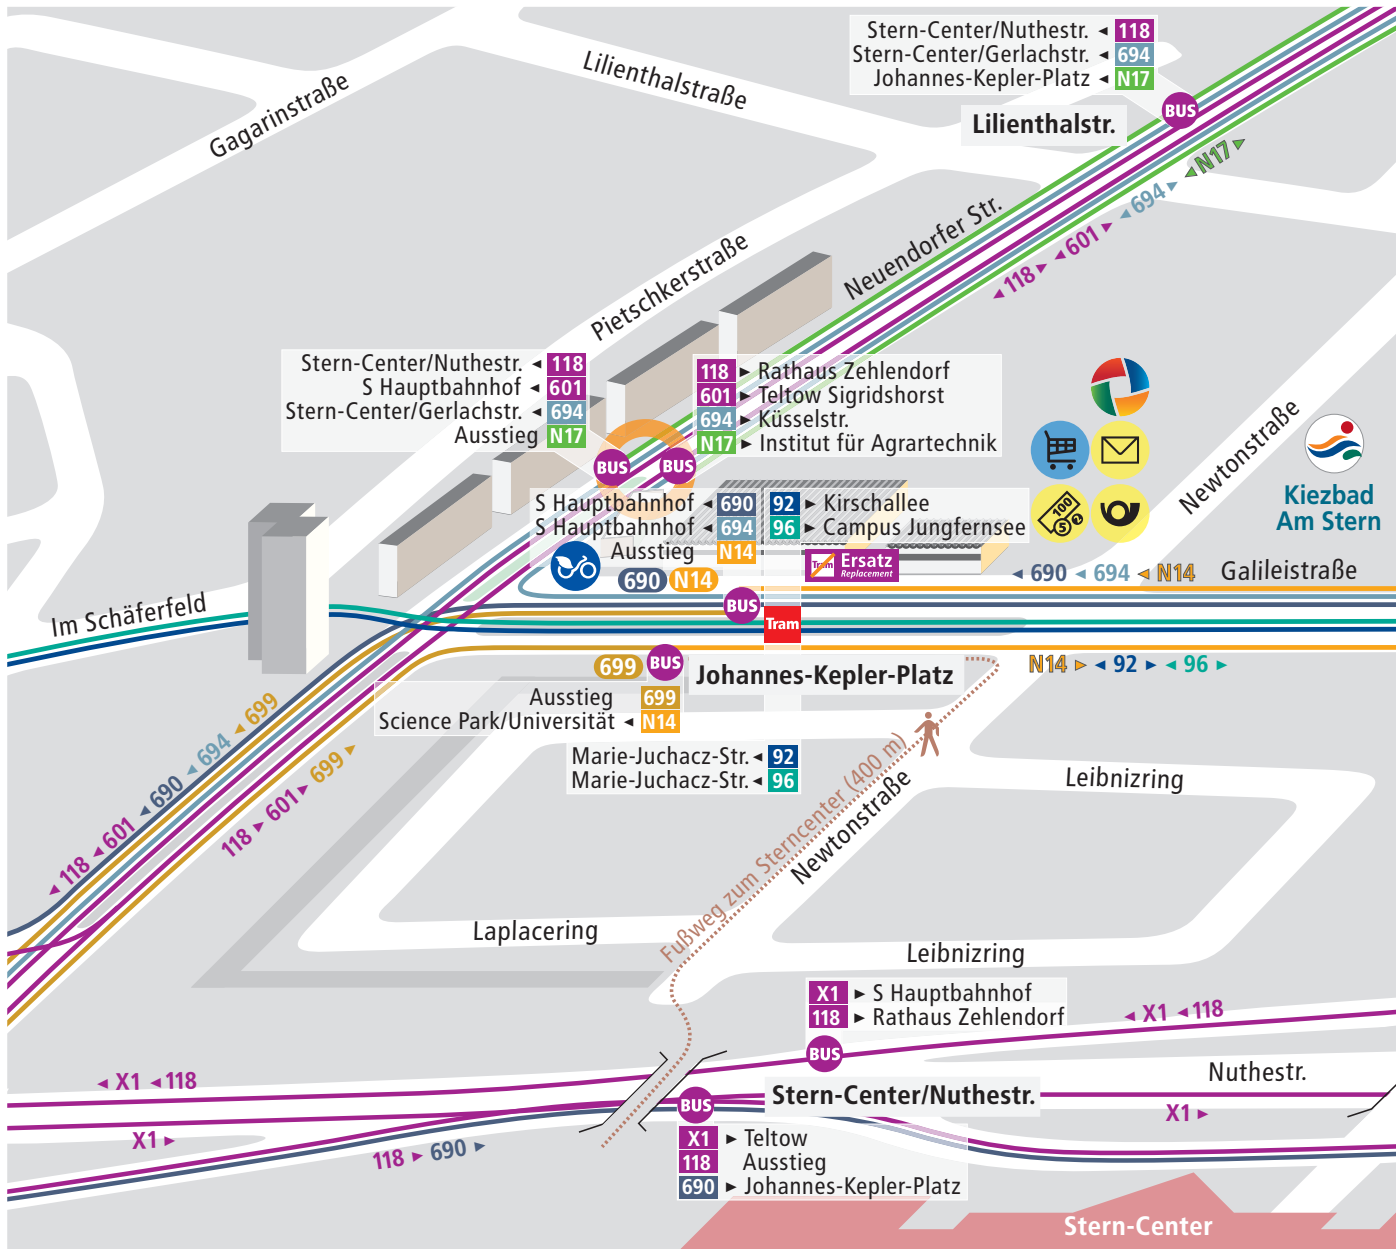 Stern-Center/Nuthestr. ◄ 118
Stern-Center/Gerlachstr. ◄ 694
Johannes-Kepler-Platz ◄ N17
BUS
Lilienthalstr.
Lilienthalstraße
Gagarinstraße
◄ N17 ►
◄ 694 ►
◄ 601 ►
◄ 118 ►
Neuendorfer Str.
Pietschkerstraße
Stern-Center/Nuthestr. ◄ 118
S Hauptbahnhof ◄ 601
Stern-Center/Gerlachstr. ◄ 694
Ausstieg N17
118 ► Rathaus Zehlendorf
601 ► Teltow Sigridshorst
694 ► Küsselstr.
N17 ► Institut für Agrartechnik
BUS
BUS
S Hauptbahnhof ◄ 690
S Hauptbahnhof ◄ 694
Ausstieg N14
92 ► Kirschallee
96 ► Campus Jungfernsee
690 N14
Tram Ersatz
Replacement
100
S
Newtonstraße
Kiezbad
Am Stern
◄ 690 ◄ 694 ◄ N14
Galileistraße
Im Schäferfeld
BUS
Tram
699 BUS
Johannes-Kepler-Platz
N14 ► ◄ 92 ► ◄ 96 ►
Ausstieg 699
Science Park/Universität ◄ N14
Marie-Juchacz-Str. ◄ 92
Marie-Juchacz-Str. ◄ 96
◄ 118 ◄ 601 ◄ 690 ◄ 694 ◄ 699
118 ► 601 ► 699 ►
Fußweg zum Sterncenter (400 m)
Newtonstraße
Leibnizring
Laplacering
Leibnizring
X1 ► S Hauptbahnhof
118 ► Rathaus Zehlendorf
BUS
◄ X1 ◄ 118
◄ X1 ◄ 118
Nuthestr.
Stern-Center/Nuthestr.
BUS
X1 ►
X1 ►
118 ► 690 ►
X1 ► Teltow
118 Ausstieg
690 ► Johannes-Kepler-Platz
Stern-Center